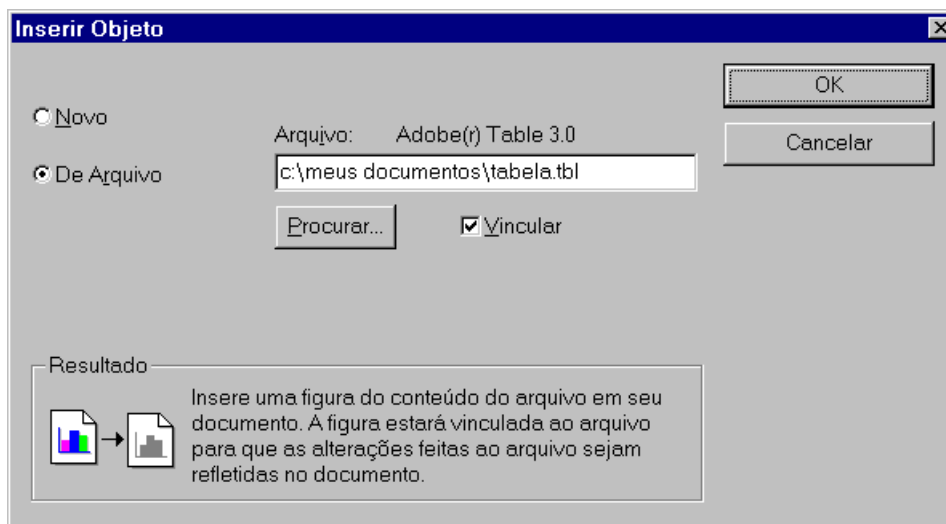 Inserir Objeto
Novo
De Arquivo
Arquivo: Adobe(r) Table 3.0
c:\meus documentos\tabela.tbl
Procurar...
Vincular
OK
Cancelar
Resultado
Insere uma figura do conteúdo do arquivo em seu
documento. A figura estará vinculada ao arquivo
para que as alterações feitas ao arquivo sejam
refletidas no documento.